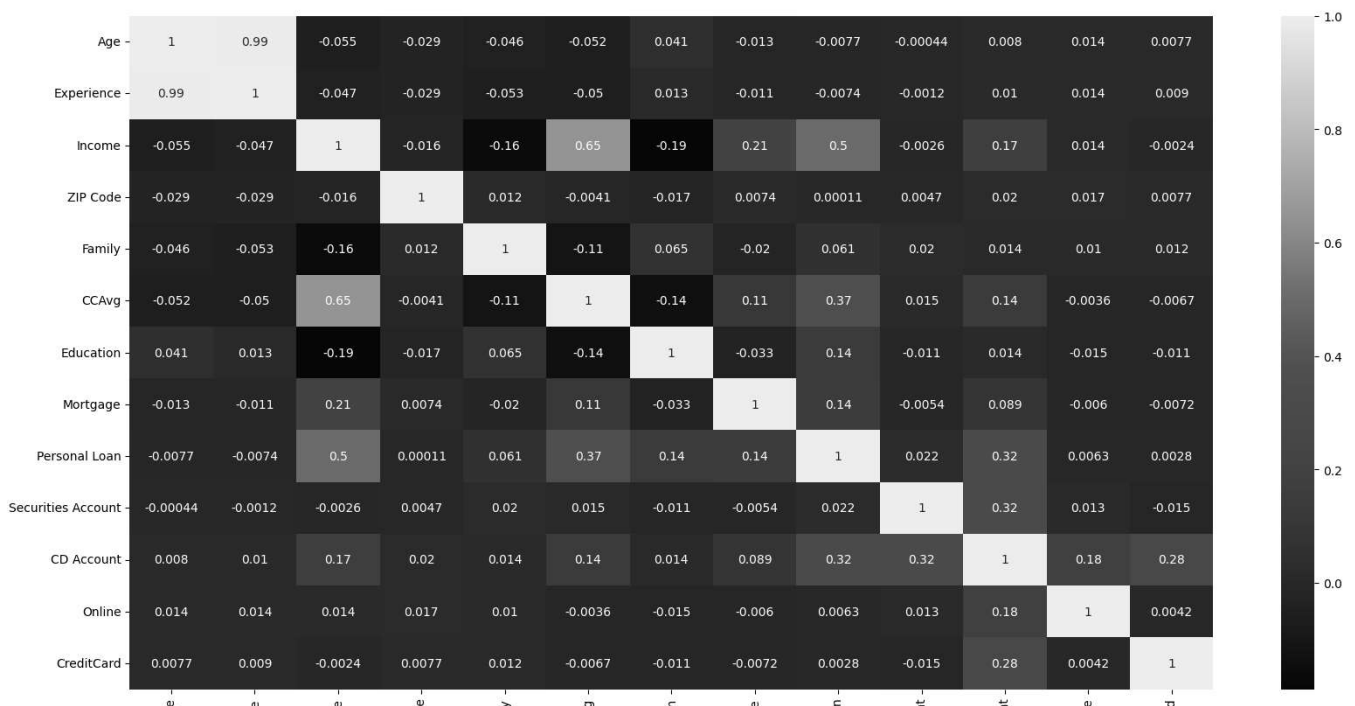 Age 1 0.99 -0.055 -0.029 -0.046 -0.052 0.041 -0.013 -0.0077 -0.00044 0.008 0.014 0.0077
Experience 0.99 1 -0.047 -0.029 -0.053 -0.05 0.013 -0.011 -0.0074 -0.0012 0.01 0.014 0.009
Income -0.055 -0.047 1 -0.016 -0.16 0.65 -0.19 0.21 0.5 -0.0026 0.17 0.014 -0.0024
ZIP Code -0.029 -0.029 -0.016 1 0.012 -0.0041 -0.017 0.0074 0.00011 0.0047 0.02 0.017 0.0077
Family -0.046 -0.053 -0.16 0.012 1 -0.11 0.065 -0.02 0.061 0.02 0.014 0.01 0.012
CCAvg -0.052 -0.05 0.65 -0.0041 -0.11 1 -0.14 0.11 0.37 0.015 0.14 -0.0036 -0.0067
Education 0.041 0.013 -0.19 -0.017 0.065 -0.14 1 -0.033 0.14 -0.011 0.014 -0.015 -0.011
Mortgage -0.013 -0.011 0.21 0.0074 -0.02 0.11 -0.033 1 0.14 -0.0054 0.089 -0.006 -0.0072
Personal Loan -0.0077 -0.0074 0.5 0.00011 0.061 0.37 0.14 0.14 1 0.022 0.32 0.0063 0.0028
Securities Account -0.00044 -0.0012 -0.0026 0.0047 0.02 0.015 -0.011 -0.0054 0.022 1 0.32 0.013 -0.015
CD Account 0.008 0.01 0.17 0.02 0.014 0.14 0.014 0.089 0.32 0.32 1 0.18 0.28
Online 0.014 0.014 0.014 0.017 0.01 -0.0036 -0.015 -0.006 0.0063 0.013 0.18 1 0.0042
CreditCard 0.0077 0.009 -0.0024 0.0077 0.012 -0.0067 -0.011 -0.0072 0.0028 -0.015 0.28 0.0042 1
1.0
0.8
0.6
0.4
0.2
0.0